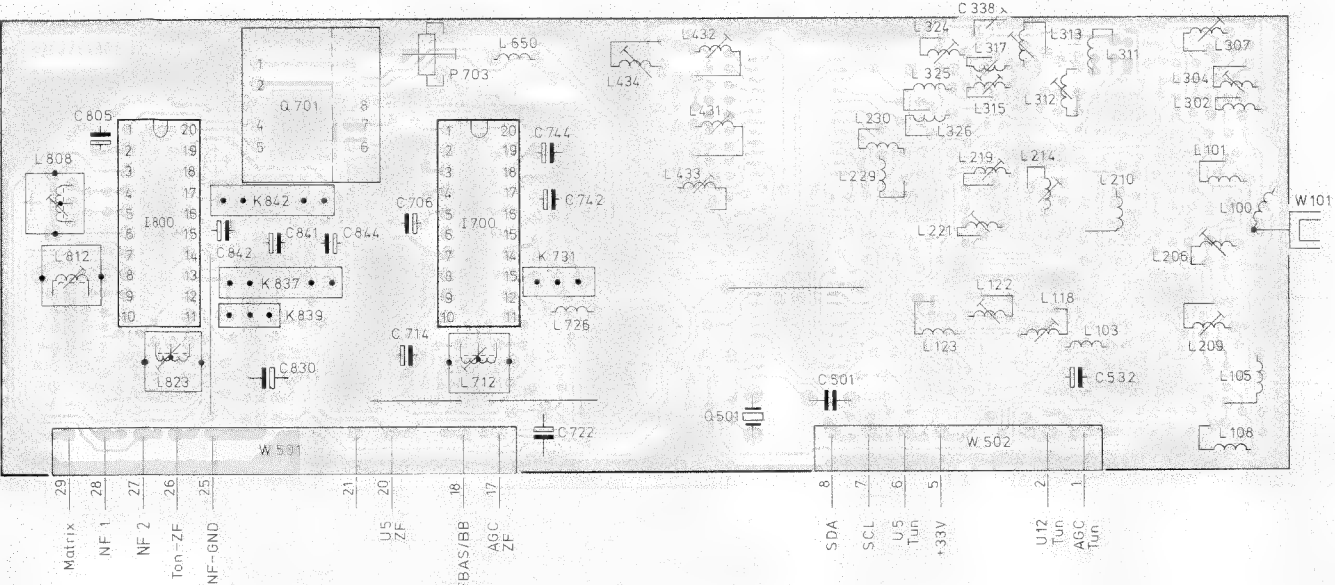 C 338
L 324
L 313
L 432
L 650
L 317
L 307
L 311
P 703
L 434
L 325
L 304
Q 701
1
2
4
5
8
7
6
L 315
L 312
L 302
C 805
L 431
L 230
L 326
C 744
L 808
L 219
L 214
L 101
L 433
L 229
L 210
K 842
C 706
C 742
L 100
W 101
I 800
1
2
3
4
5
6
7
8
9
10
20
19
18
17
16
15
14
13
12
11
I 700
1
2
3
4
5
6
7
8
9
10
20
19
18
17
16
15
14
13
12
11
C 841
C 844
C 842
L 221
L 812
K 731
L 206
K 837
L 122
L 118
K 839
L 726
L 123
L 103
L 209
C 714
C 830
L 823
L 712
C 501
C 532
L 105
Q 501
C 722
L 108
W 501
W 502
29
28
27
26
25
21
20
18
17
8
7
6
5
2
1
Matrix
NF 1
NF 2
Ton-ZF
NF-GND
U5
ZF
FBAS/BB
AGC
ZF
SDA
SCL
U5
Tun
+33V
U12
Tun
AGC
Tun